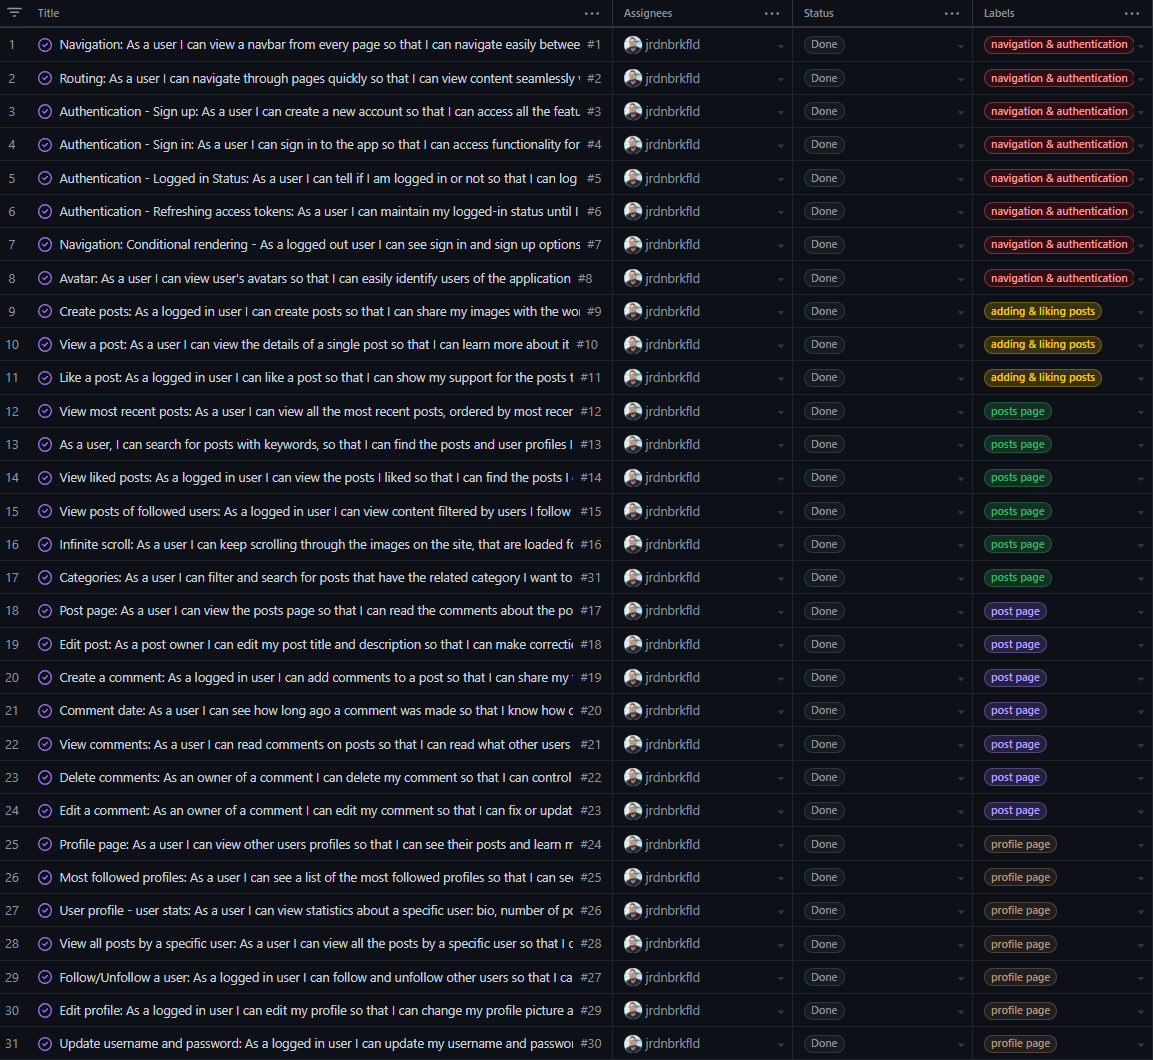 Title Assignees Status Labels
1 Navigation: As a user I can view a navbar from every page so that I can navigate easily betwee #1 jrdnbrkfld Done navigation & authentication
2 Routing: As a user I can navigate through pages quickly so that I can view content seamlessly #2 jrdnbrkfld Done navigation & authentication
3 Authentication - Sign up: As a user I can create a new account so that I can access all the featu #3 jrdnbrkfld Done navigation & authentication
4 Authentication - Sign in: As a user I can sign in to the app so that I can access functionality for #4 jrdnbrkfld Done navigation & authentication
5 Authentication - Logged in Status: As a user I can tell if I am logged in or not so that I can log #5 jrdnbrkfld Done navigation & authentication
6 Authentication - Refreshing access tokens: As a user I can maintain my logged-in status until I #6 jrdnbrkfld Done navigation & authentication
7 Navigation: Conditional rendering - As a logged out user I can see sign in and sign up options #7 jrdnbrkfld Done navigation & authentication
8 Avatar: As a user I can view user's avatars so that I can easily identify users of the application #8 jrdnbrkfld Done navigation & authentication
9 Create posts: As a logged in user I can create posts so that I can share my images with the wor #9 jrdnbrkfld Done adding & liking posts
10 View a post: As a user I can view the details of a single post so that I can learn more about it #10 jrdnbrkfld Done adding & liking posts
11 Like a post: As a logged in user I can like a post so that I can show my support for the posts t #11 jrdnbrkfld Done adding & liking posts
12 View most recent posts: As a user I can view all the most recent posts, ordered by most recen #12 jrdnbrkfld Done posts page
13 As a user, I can search for posts with keywords, so that I can find the posts and user profiles I #13 jrdnbrkfld Done posts page
14 View liked posts: As a logged in user I can view the posts I liked so that I can find the posts I #14 jrdnbrkfld Done posts page
15 View posts of followed users: As a logged in user I can view content filtered by users I follow #15 jrdnbrkfld Done posts page
16 Infinite scroll: As a user I can keep scrolling through the images on the site, that are loaded fo #16 jrdnbrkfld Done posts page
17 Categories: As a user I can filter and search for posts that have the related category I want to #31 jrdnbrkfld Done posts page
18 Post page: As a user I can view the posts page so that I can read the comments about the po #17 jrdnbrkfld Done post page
19 Edit post: As a post owner I can edit my post title and description so that I can make correctio #18 jrdnbrkfld Done post page
20 Create a comment: As a logged in user I can add comments to a post so that I can share my #19 jrdnbrkfld Done post page
21 Comment date: As a user I can see how long ago a comment was made so that I know how o #20 jrdnbrkfld Done post page
22 View comments: As a user I can read comments on posts so that I can read what other users #21 jrdnbrkfld Done post page
23 Delete comments: As an owner of a comment I can delete my comment so that I can control #22 jrdnbrkfld Done post page
24 Edit a comment: As an owner of a comment I can edit my comment so that I can fix or updat #23 jrdnbrkfld Done post page
25 Profile page: As a user I can view other users profiles so that I can see their posts and learn m #24 jrdnbrkfld Done profile page
26 Most followed profiles: As a user I can see a list of the most followed profiles so that I can see #25 jrdnbrkfld Done profile page
27 User profile - user stats: As a user I can view statistics about a specific user: bio, number of po #26 jrdnbrkfld Done profile page
28 View all posts by a specific user: As a user I can view all the posts by a specific user so that I c #28 jrdnbrkfld Done profile page
29 Follow/Unfollow a user: As a logged in user I can follow and unfollow other users so that I ca #27 jrdnbrkfld Done profile page
30 Edit profile: As a logged in user I can edit my profile so that I can change my profile picture a #29 jrdnbrkfld Done profile page
31 Update username and password: As a logged in user I can update my username and passwor #30 jrdnbrkfld Done profile page